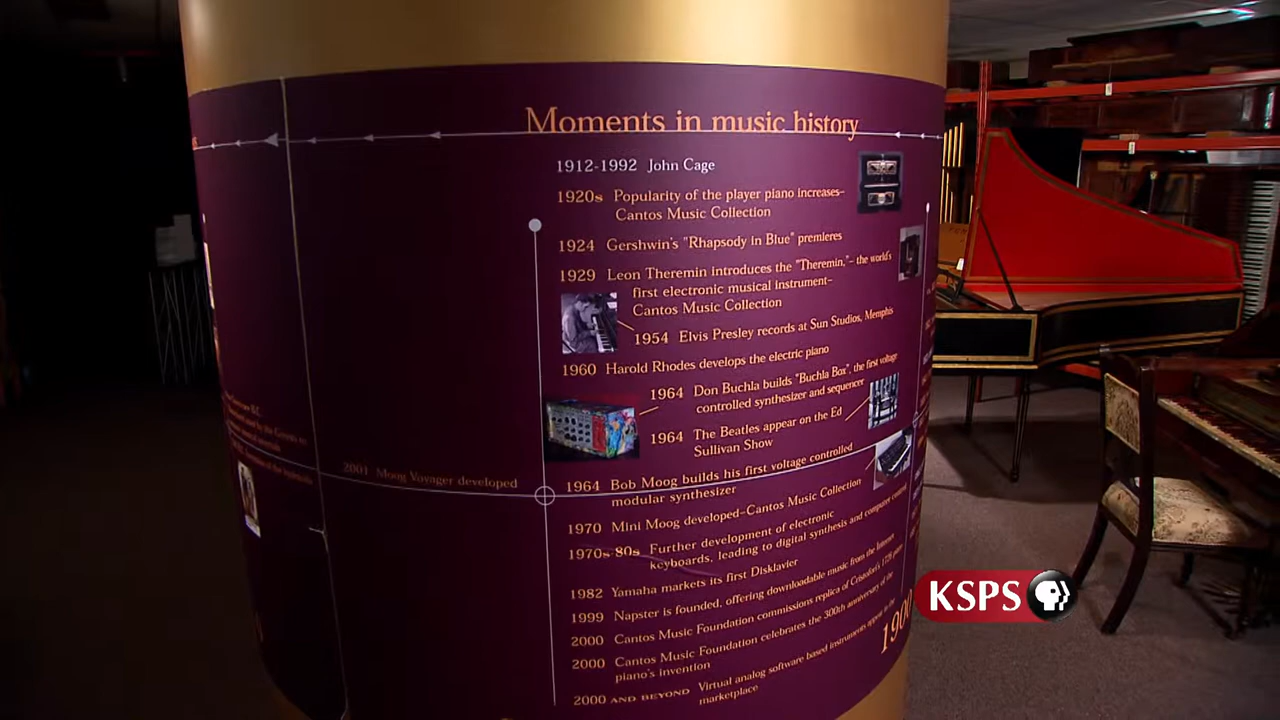 Moments in music history
1912-1992 John Cage
1920s Popularity of the player piano increases–
Cantos Music Collection
1924 Gershwin's "Rhapsody in Blue" premieres
1929 Leon Theremin introduces the "Theremin,"– the world's
first electronic musical instrument–
Cantos Music Collection
1954 Elvis Presley records at Sun Studios, Memphis
1960 Harold Rhodes develops the electric piano
1964 Don Buchla builds "Buchla Box", the first voltage
controlled synthesizer and sequencer
1964 The Beatles appear on the Ed
Sullivan Show
2001 Moog Voyager developed
1964 Bob Moog builds his first voltage controlled
modular synthesizer
1970 Mini Moog developed–Cantos Music Collection
1970s-80s Further development of electronic
keyboards, leading to digital synthesis and computer control
1982 Yamaha markets its first Disklavier
1999 Napster is founded, offering downloadable music from the Internet
2000 Cantos Music Foundation commissions replica of Cristofori's 1726 piano
2000 Cantos Music Foundation celebrates the 300th anniversary of the
piano's invention
2000 AND BEYOND Virtual analog software based instruments appear in the
marketplace
1900
KSPS